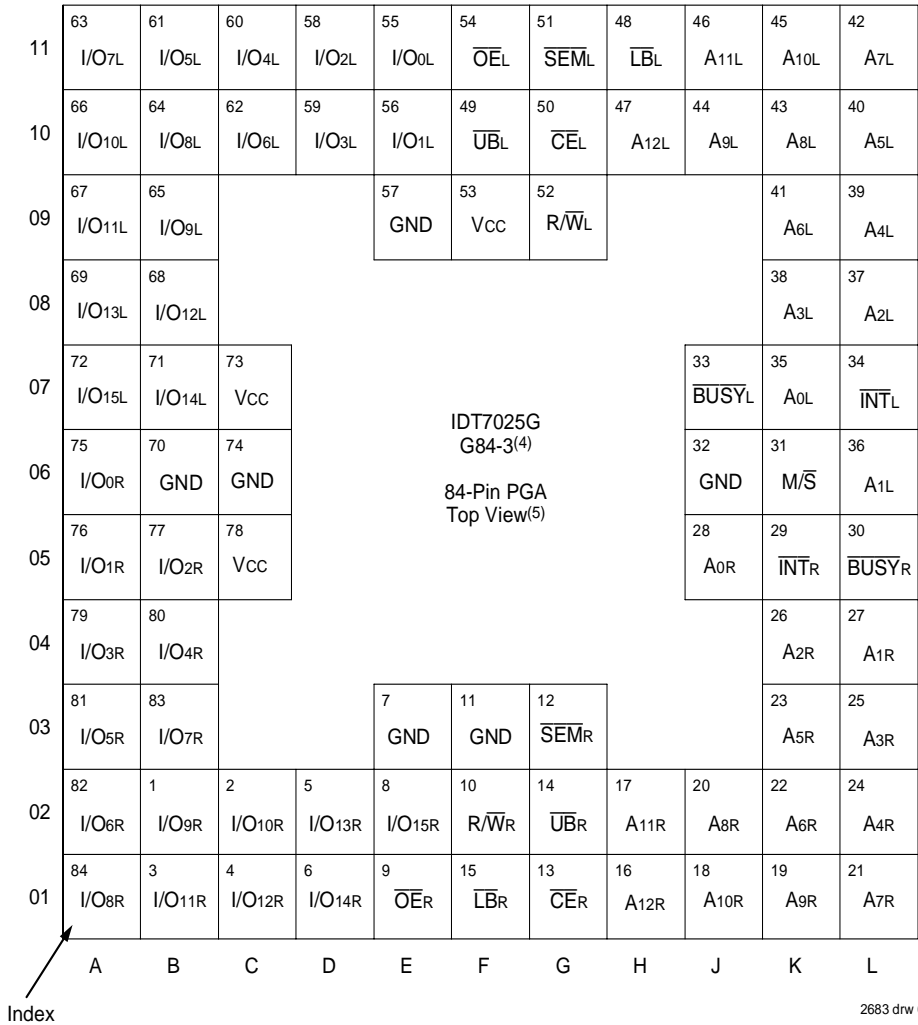 63 61 60 58 55 54 51 48 46 45 42
11 I/O7L I/O5L I/O4L I/O2L I/O0L OEL SEML LBL A11L A10L A7L
66 64 62 59 56 49 50 47 44 43 40
10 I/O10L I/O8L I/O6L I/O3L I/O1L UBL CEL A12L A9L A8L A5L
67 65 57 53 52 41 39
09 I/O11L I/O9L GND VCC R/WL A6L A4L
69 68 38 37
08 I/O13L I/O12L A3L A2L
72 71 73 33 35 34
07 I/O15L I/O14L VCC BUSYL A0L INTL
IDT7025G
G84-3(4)
75 70 74 32 31 36
06 I/O0R GND GND GND M/S A1L
84-Pin PGA
Top View(5)
76 77 78 28 29 30
05 I/O1R I/O2R VCC A0R INTR BUSYR
79 80 26 27
04 I/O3R I/O4R A2R A1R
81 83 7 11 12 23 25
03 I/O5R I/O7R GND GND SEMR A5R A3R
82 1 2 5 8 10 14 17 20 22 24
02 I/O6R I/O9R I/O10R I/O13R I/O15R R/WR UBR A11R A8R A6R A4R
84 3 4 6 9 15 13 16 18 19 21
01 I/O8R I/O11R I/O12R I/O14R OER LBR CER A12R A10R A9R A7R
A B C D E F G H J K L
Index
2683 drw